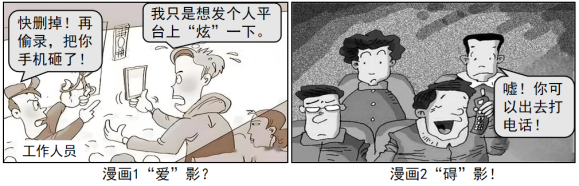 快删掉！再
偷录，把你
手机砸了！
我只是想发个人平
台上“炫”一下。
工作人员
漫画1“爱”影？
嘘！你可
以出去打
电话！
漫画2“碍”影！